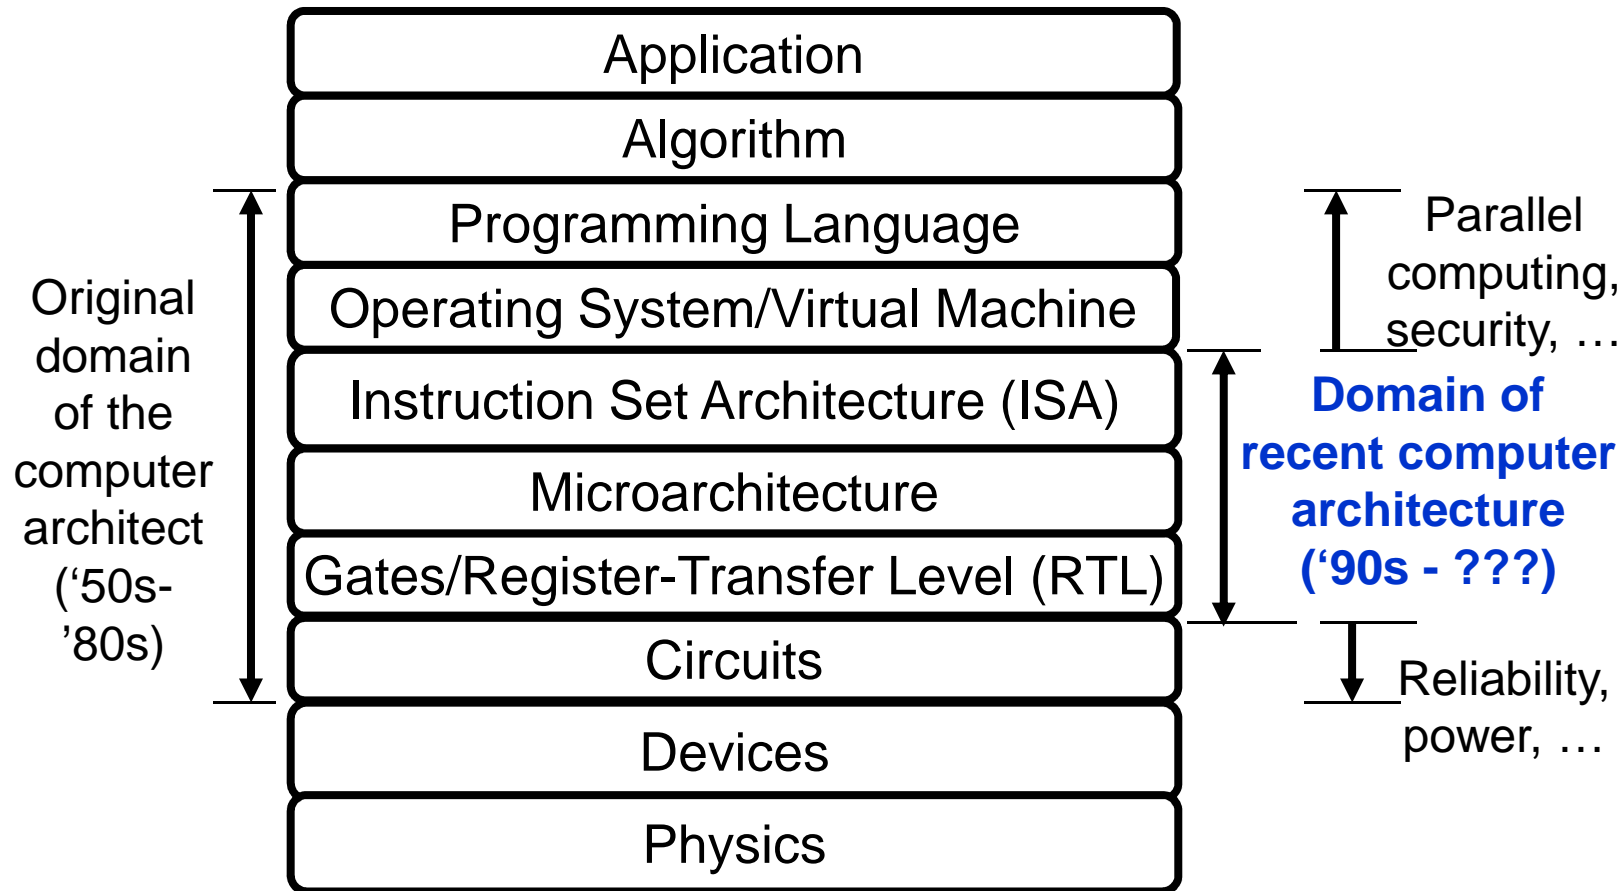 Application
Algorithm
Programming Language
Operating System/Virtual Machine
Instruction Set Architecture (ISA)
Microarchitecture
Gates/Register-Transfer Level (RTL)
Circuits
Devices
Physics
Original
domain
of the
computer
architect
(‘50s-
’80s)
Parallel
computing,
security, …
Domain of
recent computer
architecture
(‘90s - ???)
Reliability,
power, …